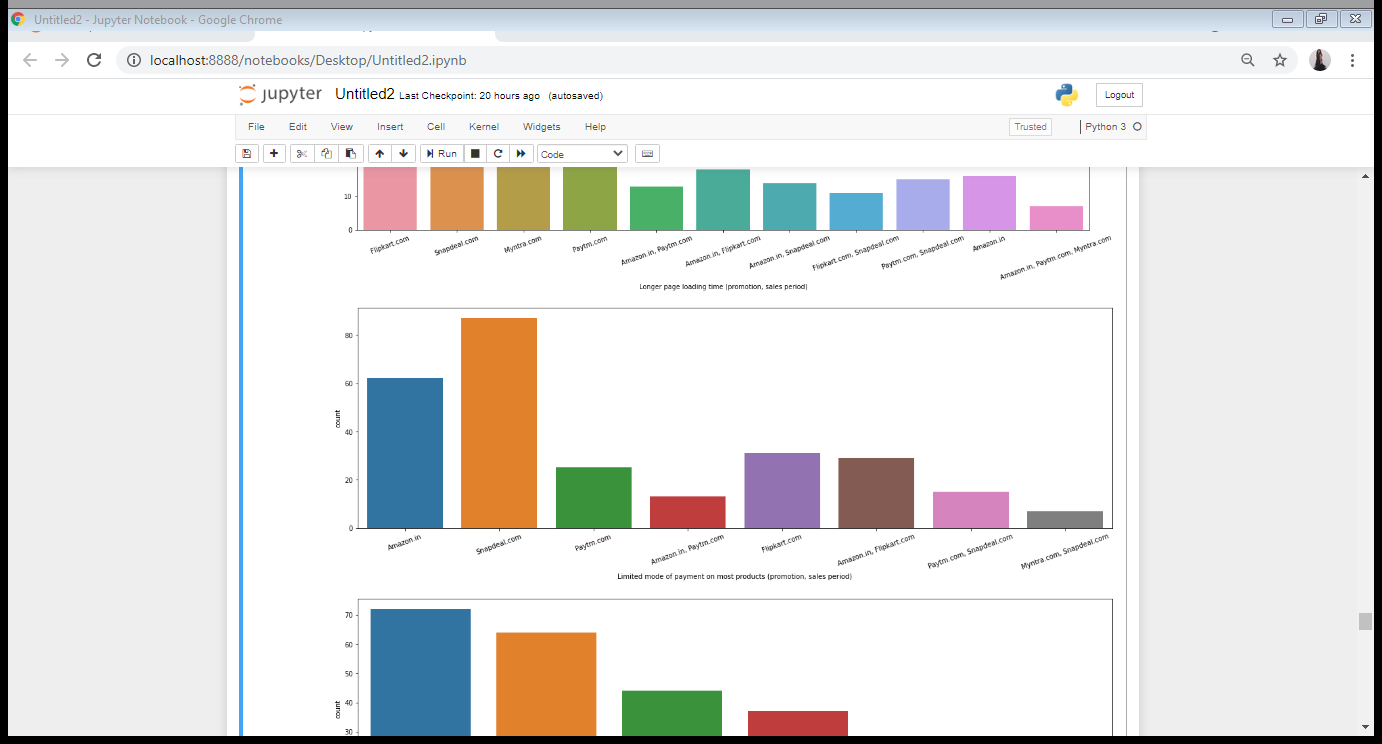 Untitled2 - Jupyter Notebook - Google Chrome
localhost:8888/notebooks/Desktop/Untitled2.ipynb
jupyter Untitled2 Last Checkpoint: 20 hours ago (autosaved) Logout
File Edit View Insert Cell Kernel Widgets Help Trusted Python 3
Run Code
10
0
Flipkart.com Snapdeal.com Myntra.com Paytm.com Amazon.in, Paytm.com Amazon.in, Flipkart.com Amazon.in, Snapdeal.com Flipkart.com, Snapdeal.com Paytm.com, Snapdeal.com Amazon.in Amazon.in, Paytm.com, Myntra.com
Longer page loading time (promotion, sales period)
80
60
count
40
20
0
Amazon.in Snapdeal.com Paytm.com Amazon.in, Paytm.com Flipkart.com Amazon.in, Flipkart.com Paytm.com, Snapdeal.com Myntra.com, Snapdeal.com
Limited mode of payment on most products (promotion, sales period)
70
60
50
40
count
30